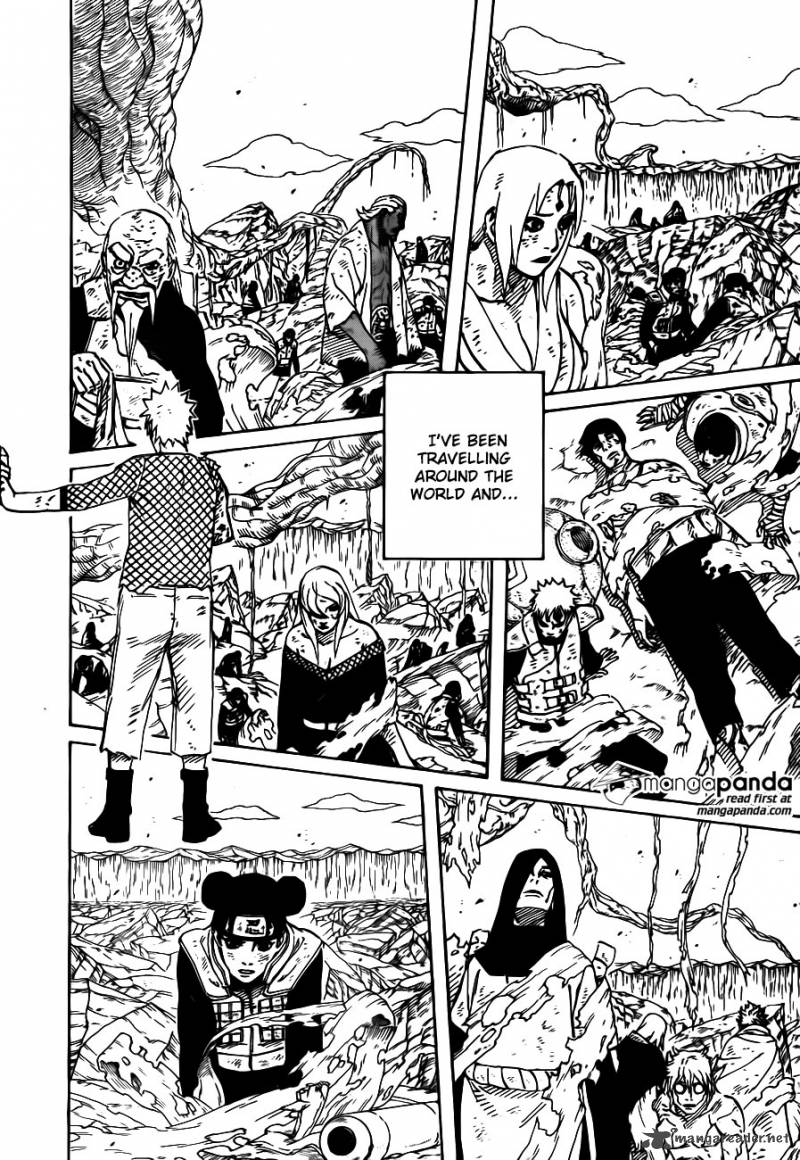 I'VE BEEN
TRAVELLING
AROUND THE
WORLD AND...
mangapanda
read first at
mangapanda.com
mangareader.net